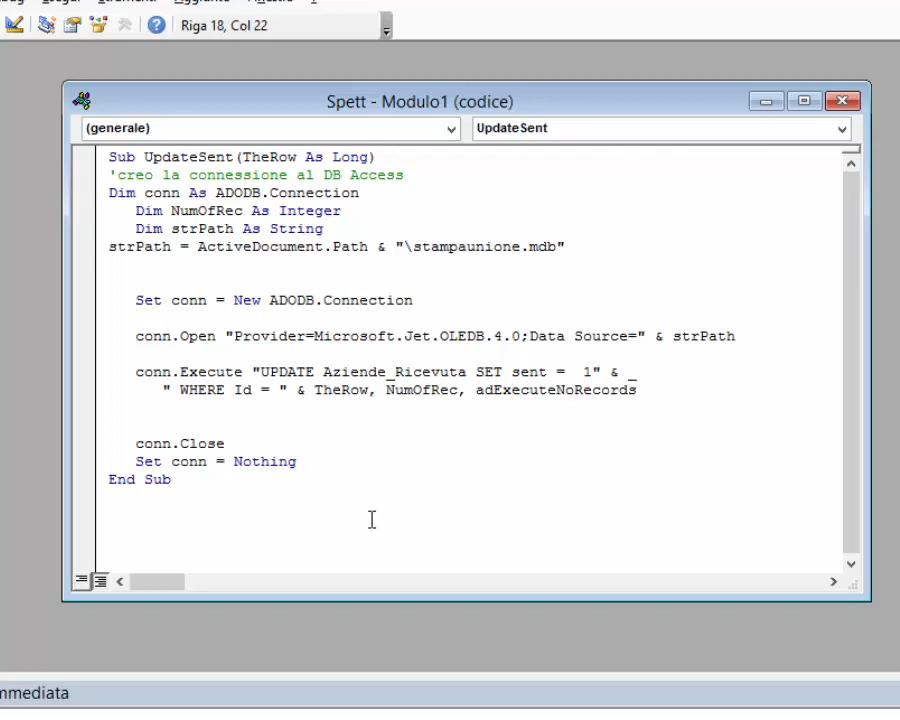 Riga 18, Col 22
Spett - Modulo1 (codice)
(generale)
UpdateSent
Sub UpdateSent(TheRow As Long)
'creo la connessione al DB Access
Dim conn As ADODB.Connection
Dim NumOfRec As Integer
Dim strPath As String
strPath = ActiveDocument.Path & "\stampaunione.mdb"
Set conn = New ADODB.Connection
conn.Open "Provider=Microsoft.Jet.OLEDB.4.0;Data Source=" & strPath
conn.Execute "UPDATE Aziende_Ricevuta SET sent =  1" & _
" WHERE Id = " & TheRow, NumOfRec, adExecuteNoRecords
conn.Close
Set conn = Nothing
End Sub
mmediata